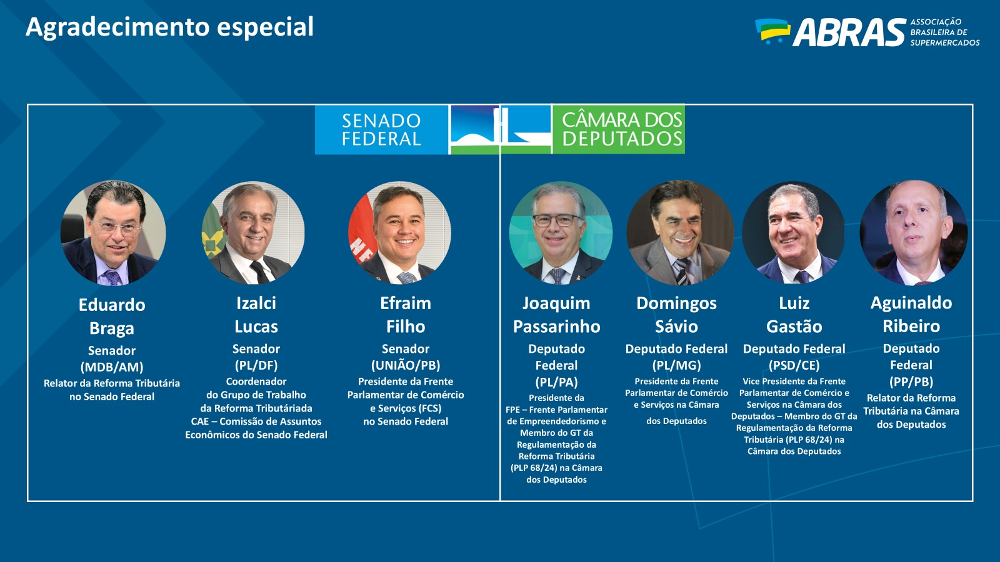 Agradecimento especial
ABRAS
ASSOCIAÇÃO
BRASILEIRA DE
SUPERMERCADOS
SENADO
FEDERAL
CÂMARA DOS
DEPUTADOS
Eduardo
Braga
Senador
(MDB/AM)
Relator da Reforma Tributária
no Senado Federal
Izalci
Lucas
Senador
(PL/DF)
Coordenador
do Grupo de Trabalho
da Reforma Tributáriada
CAE – Comissão de Assuntos
Econômicos do Senado Federal
Efraim
Filho
Senador
(UNIÃO/PB)
Presidente da Frente
Parlamentar de Comércio
e Serviços (FCS)
no Senado Federal
Joaquim
Passarinho
Deputado
Federal
(PL/PA)
Presidente da
FPE – Frente Parlamentar
de Empreendedorismo e
Membro do GT da
Regulamentação da
Reforma Tributária
(PLP 68/24) na Câmara
dos Deputados
Domingos
Sávio
Deputado Federal
(PL/MG)
Presidente da Frente
Parlamentar de Comércio
e Serviços na Câmara
dos Deputados
Luiz
Gastão
Deputado Federal
(PSD/CE)
Vice Presidente da Frente
Parlamentar de Comércio e
Serviços na Câmara dos
Deputados – Membro do GT da
Regulamentação da Reforma
Tributária (PLP 68/24) na
Câmara dos Deputados
Aguinaldo
Ribeiro
Deputado
Federal
(PP/PB)
Relator da Reforma
Tributária na Câmara
dos Deputados